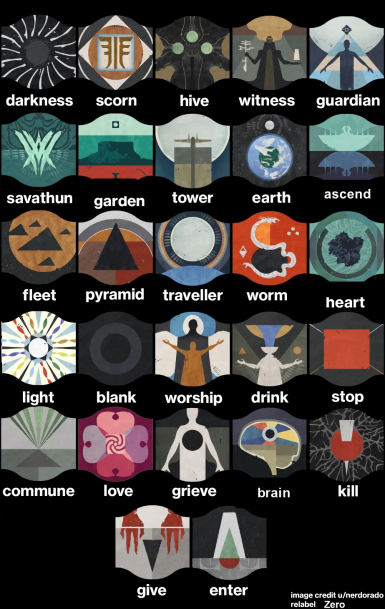 darkness scorn hive witness guardian
savathun garden tower earth ascend
fleet pyramid traveller worm heart
light blank worship drink stop
commune love grieve brain kill
give enter
image credit u/nerdorado
relabel Zero